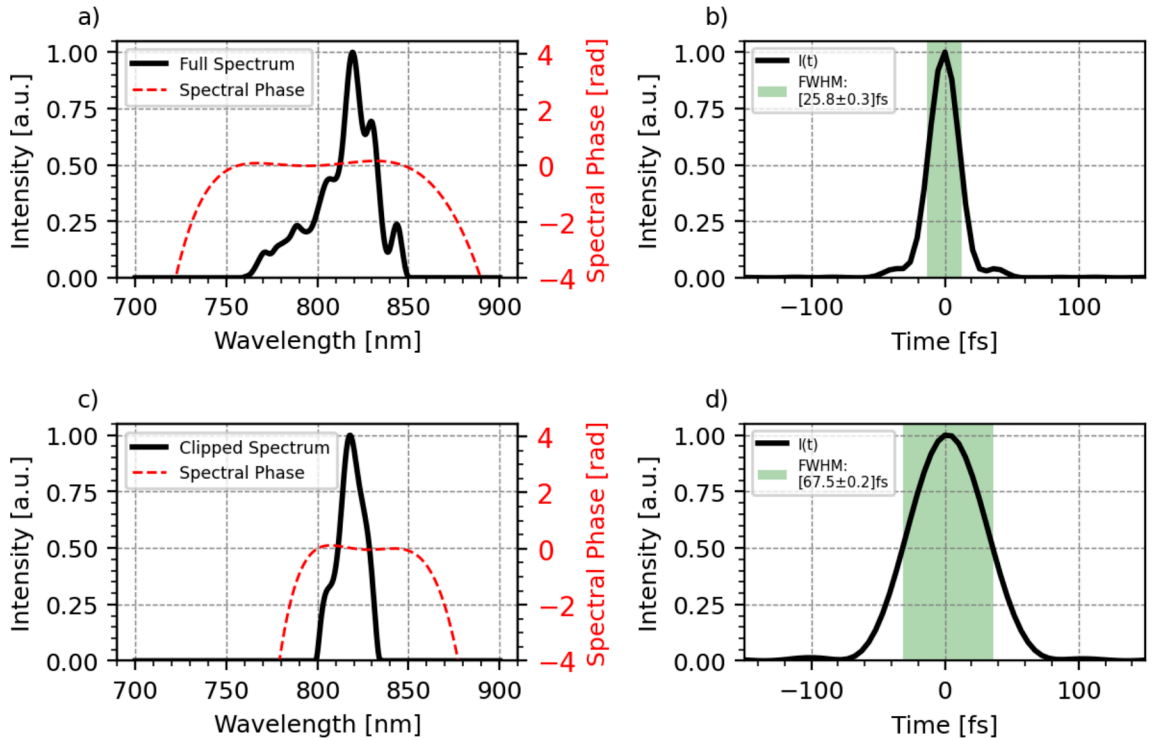 a)
1.00
0.75
0.50
0.25
0.00
Intensity [a.u.]
Full Spectrum
Spectral Phase
4
2
0
−2
−4
Spectral Phase [rad]
700
750
800
850
900
Wavelength [nm]
b)
1.00
0.75
0.50
0.25
0.00
Intensity [a.u.]
I(t)
FWHM:
[25.8±0.3]fs
−100
0
100
Time [fs]
c)
1.00
0.75
0.50
0.25
0.00
Intensity [a.u.]
Clipped Spectrum
Spectral Phase
4
2
0
−2
−4
Spectral Phase [rad]
700
750
800
850
900
Wavelength [nm]
d)
1.00
0.75
0.50
0.25
0.00
Intensity [a.u.]
I(t)
FWHM:
[67.5±0.2]fs
−100
0
100
Time [fs]